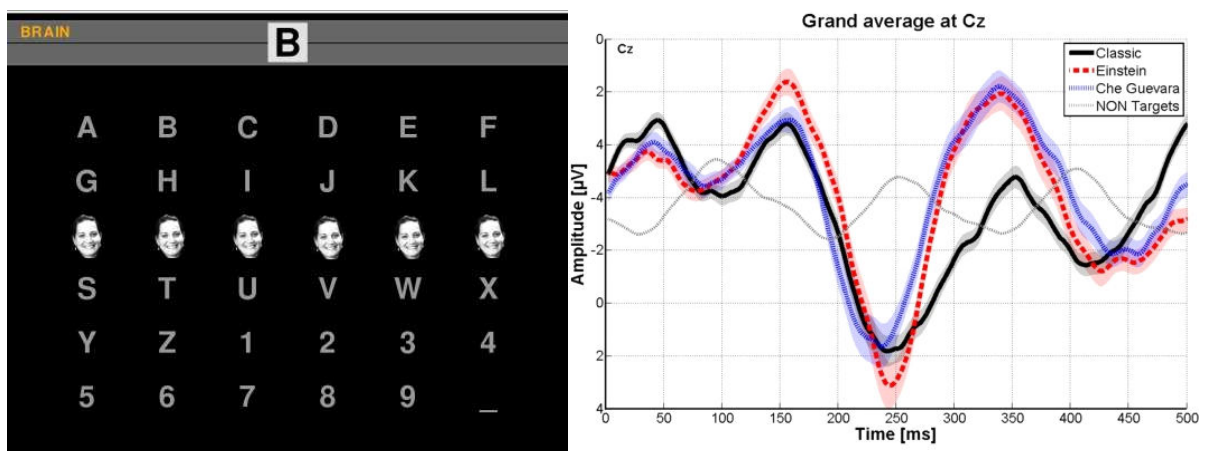 BRAIN
B
A B C D E F
G H I J K L
S T U V W X
Y Z 1 2 3 4
5 6 7 8 9 _
Grand average at Cz
Cz
Classic
Einstein
Che Guevara
NON Targets
Amplitude [µV]
0
2
4
-4
-2
0
2
4
0 50 100 150 200 250 300 350 400 450 500
Time [ms]